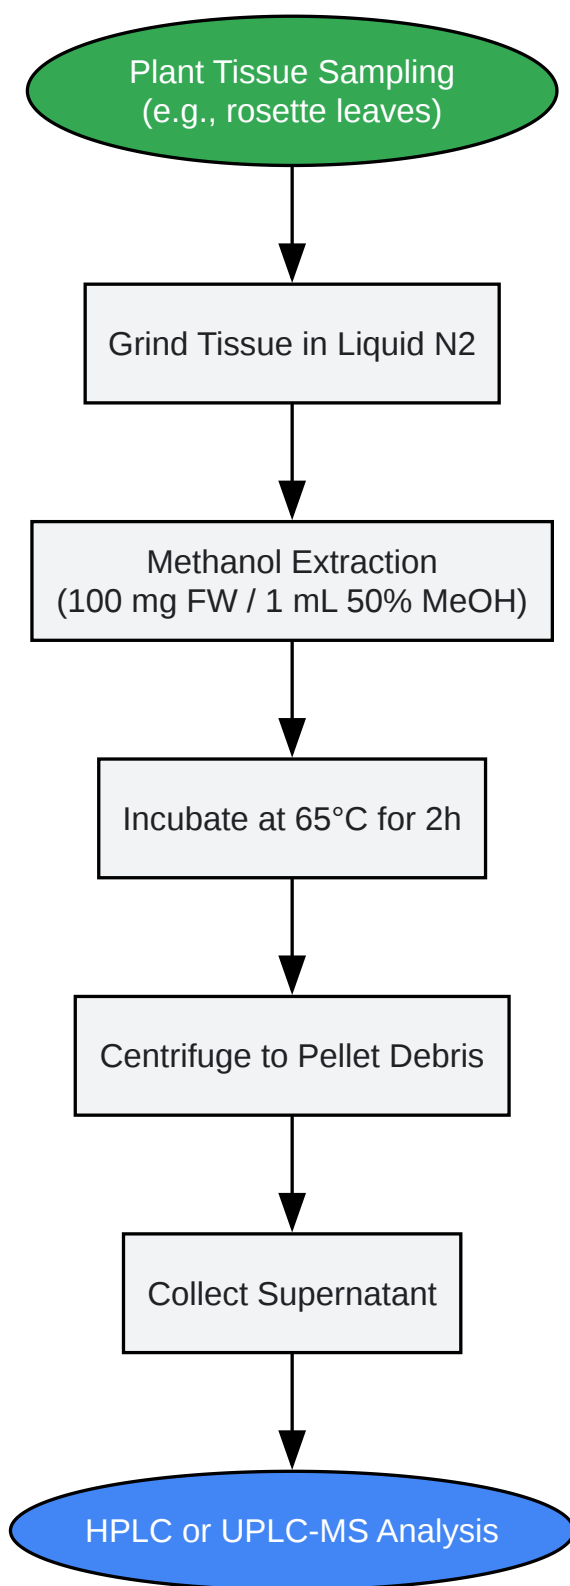 Plant Tissue Sampling
(e.g., rosette leaves)
Grind Tissue in Liquid N2
Methanol Extraction
(100 mg FW / 1 mL 50% MeOH)
Incubate at 65°C for 2h
Centrifuge to Pellet Debris
Collect Supernatant
HPLC or UPLC-MS Analysis